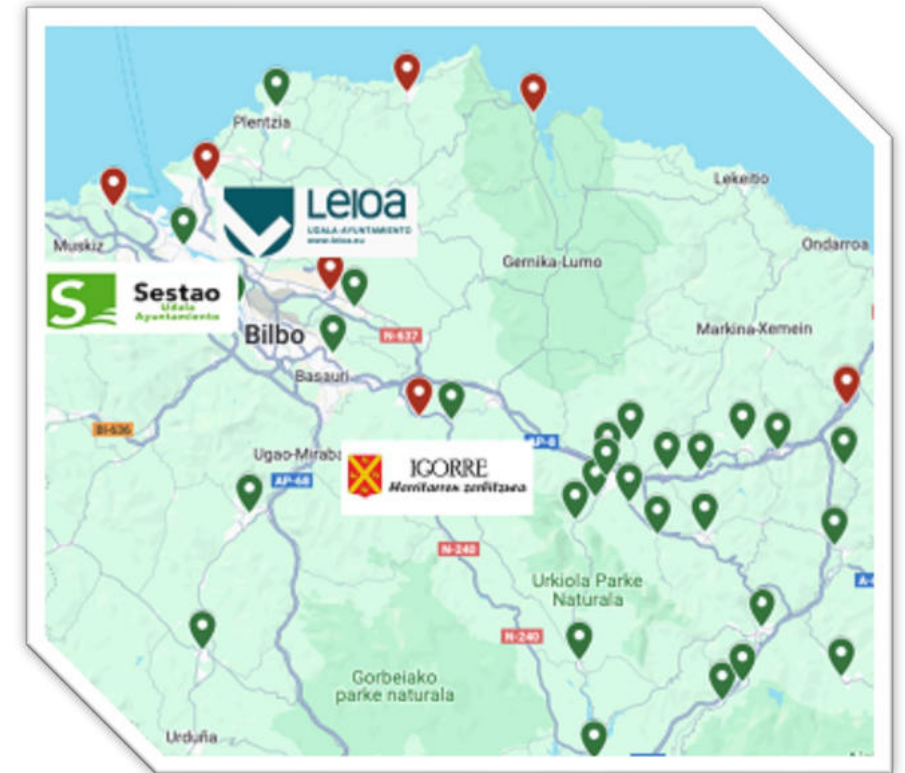 Plentzia
Lekeitio
LeIoa
UDALA-AYUNTAMIENTO
www.leioa.eu
Muskiz
Ondarroa
Gernika-Lumo
Sestao
Udala
Ayuntamiento
Bilbo
N-637
Markina-Xemein
Basauri
BI-636
AP-8
Ugao-Miraba
IGORRE
Herritarren zerbitzua
AP-68
N-240
Urkiola Parke
Naturala
N-240
Gorbeiako
parke naturala
Urduña